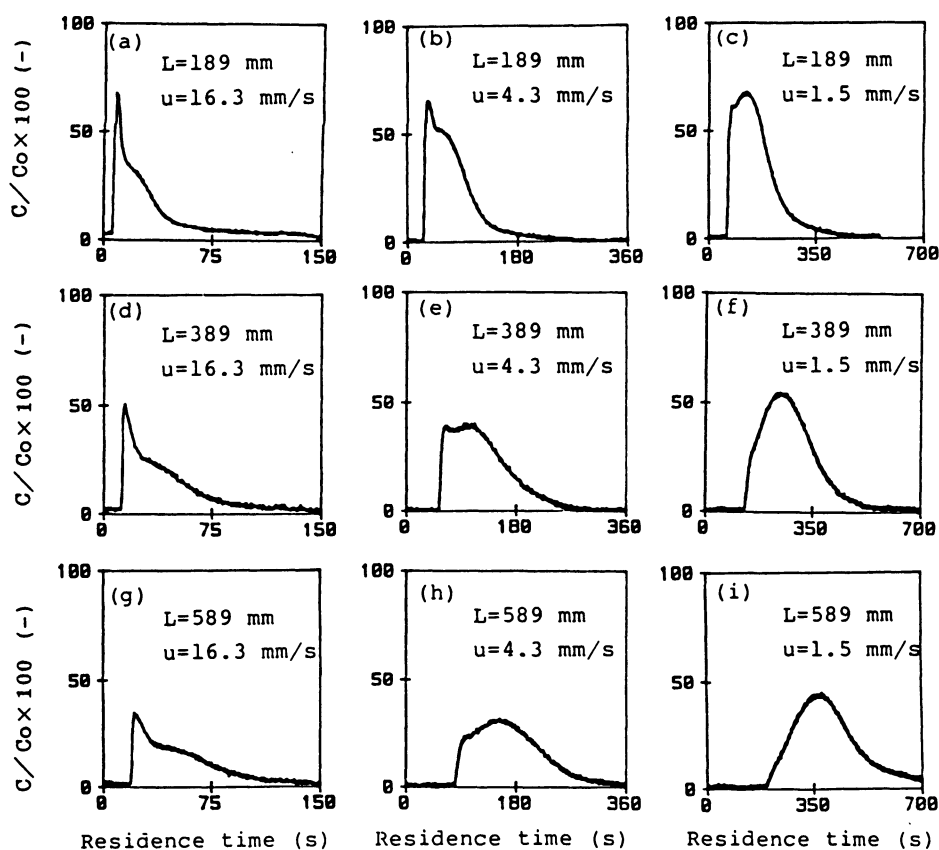 C/Co×100 (-)
100
50
0
0 75 150
(a)
L=189 mm
u=16.3 mm/s
100
50
0
0 180 360
(b)
L=189 mm
u=4.3 mm/s
100
50
0
0 350 700
(c)
L=189 mm
u=1.5 mm/s
C/Co×100 (-)
100
50
0
0 75 150
(d)
L=389 mm
u=16.3 mm/s
100
50
0
0 180 360
(e)
L=389 mm
u=4.3 mm/s
100
50
0
0 350 700
(f)
L=389 mm
u=1.5 mm/s
C/Co×100 (-)
100
50
0
0 75 150
(g)
L=589 mm
u=16.3 mm/s
100
50
0
0 180 360
(h)
L=589 mm
u=4.3 mm/s
100
50
0
0 350 700
(i)
L=589 mm
u=1.5 mm/s
Residence time (s)
Residence time (s)
Residence time (s)